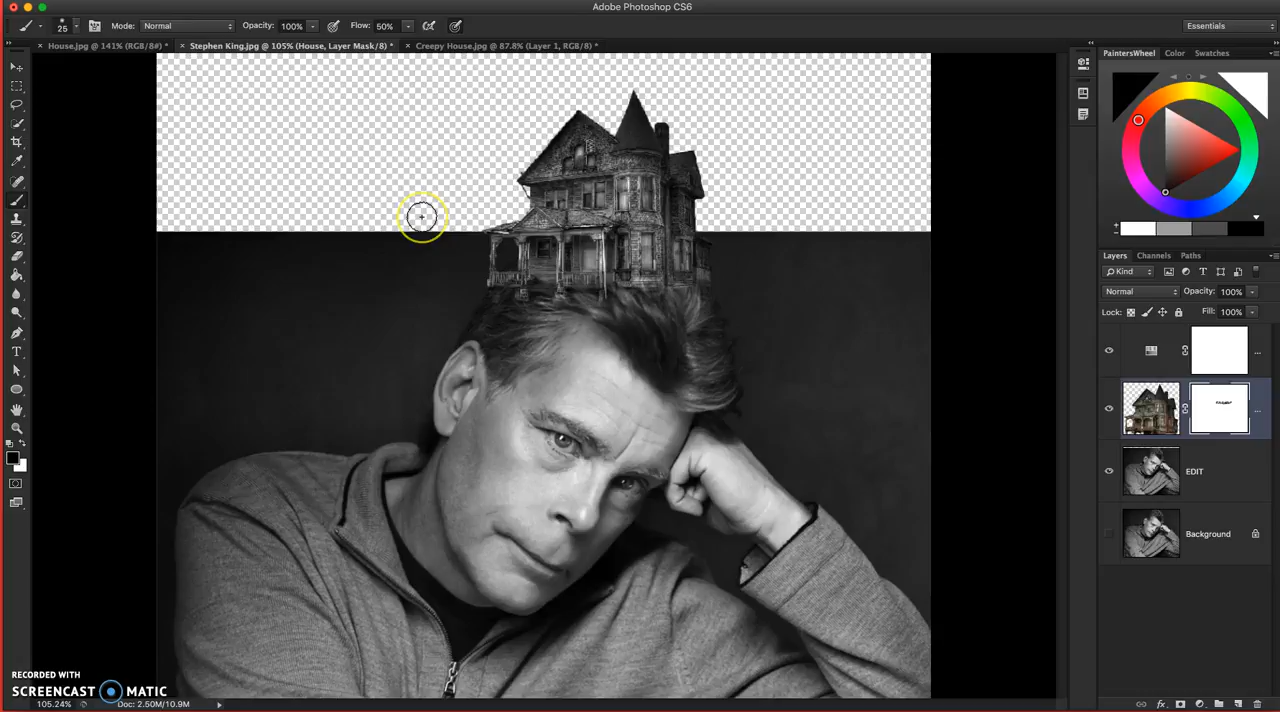 Adobe Photoshop CS6
25
Mode: Normal Opacity: 100% Flow: 50% Essentials
× House.jpg @ 141% (RGB/8#) * × Stephen King.jpg @ 105% (House, Layer Mask/8) * × Creepy House.jpg @ 87.8% (Layer 1, RGB/8) *
PaintersWheel Color Swatches
Layers Channels Paths
Kind
Normal Opacity: 100%
Lock: Fill: 100%
...
...
EDIT
Background
RECORDED WITH
SCREENCAST MATIC
105.24% Doc: 2.50M/10.9M